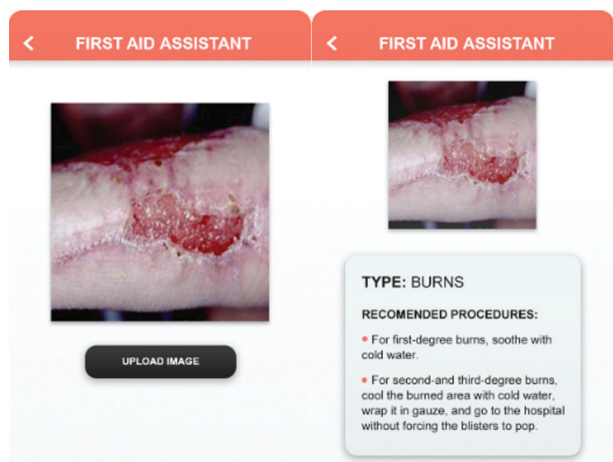 FIRST AID ASSISTANT
UPLOAD IMAGE
FIRST AID ASSISTANT
TYPE: BURNS
RECOMENDED PROCEDURES:
• For first-degree burns, soothe with
cold water.
• For second-and third-degree burns,
cool the burned area with cold water,
wrap it in gauze, and go to the hospital
without forcing the blisters to pop.